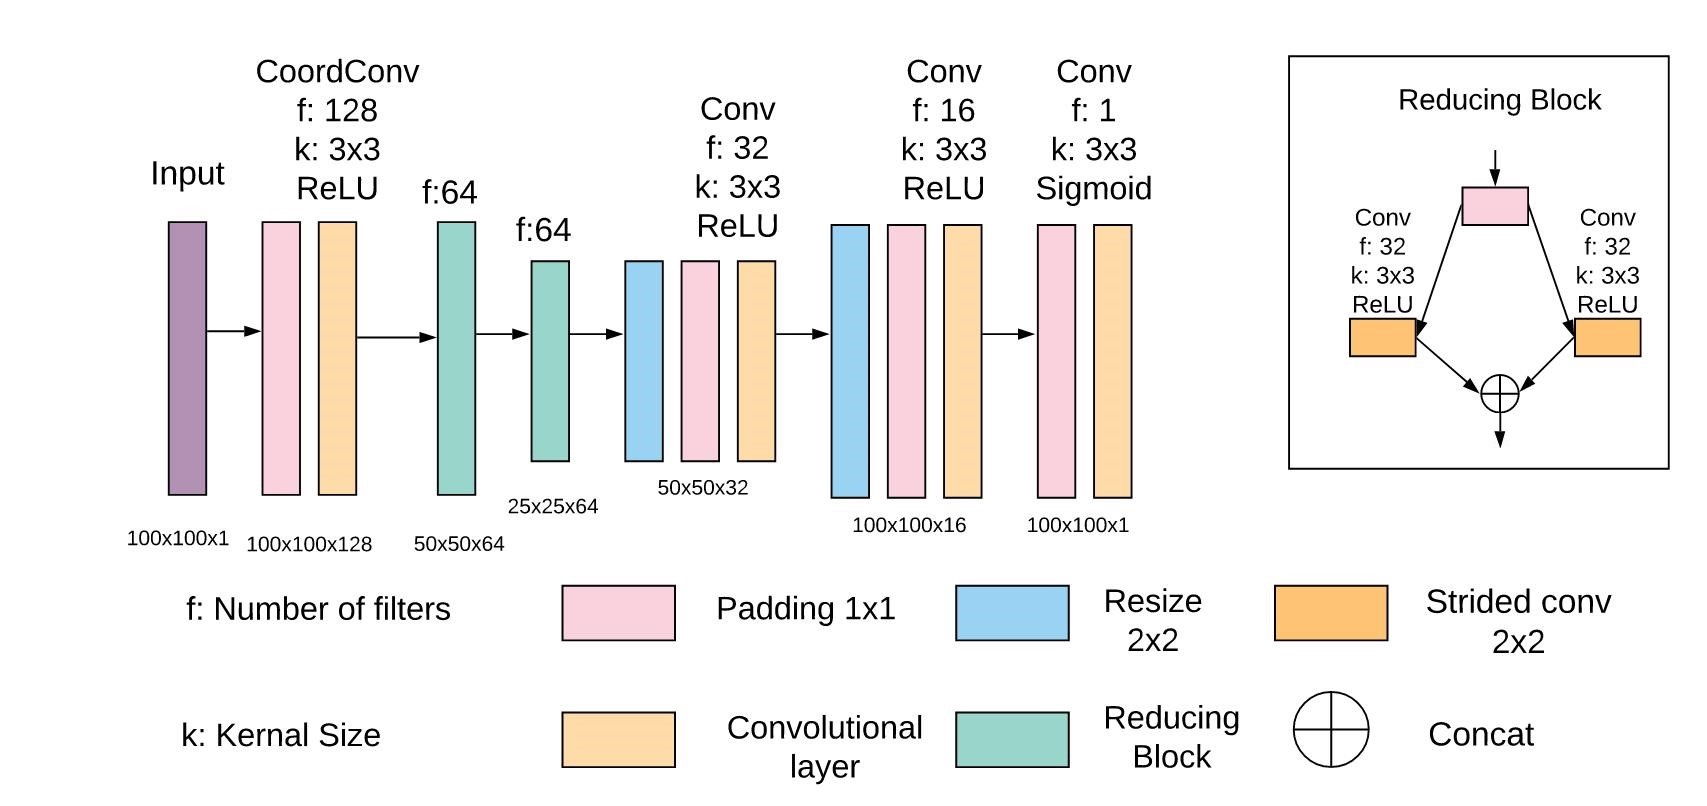 Input
100x100x1
CoordConv
f: 128
k: 3x3
ReLU
100x100x128
f:64
50x50x64
f:64
25x25x64
Conv
f: 32
k: 3x3
ReLU
50x50x32
Conv
f: 16
k: 3x3
ReLU
100x100x16
Conv
f: 1
k: 3x3
Sigmoid
100x100x1
Reducing Block
Conv
f: 32
k: 3x3
ReLU
Conv
f: 32
k: 3x3
ReLU
f: Number of filters
Padding 1x1
Resize
2x2
Strided conv
2x2
k: Kernal Size
Convolutional
layer
Reducing
Block
Concat